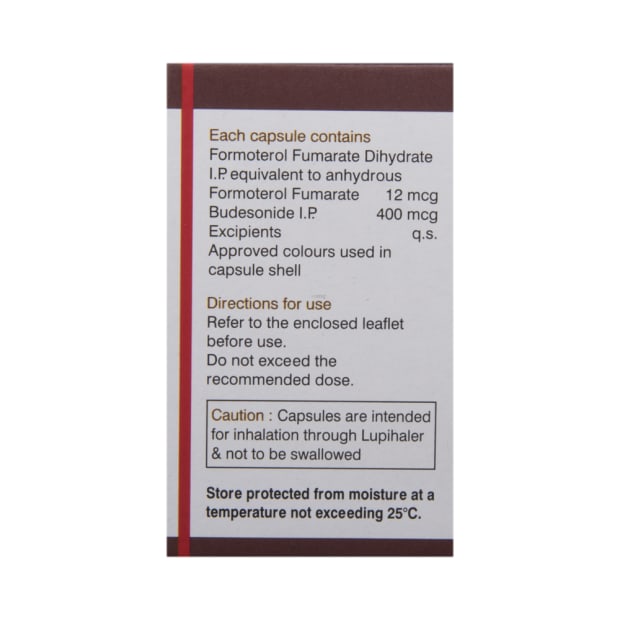 Each capsule contains
Formoterol Fumarate Dihydrate
I.P. equivalent to anhydrous
Formoterol Fumarate 12 mcg
Budesonide I.P. 400 mcg
Excipients q.s.
Approved colours used in
capsule shell
Directions for use
Refer to the enclosed leaflet
before use.
Do not exceed the
recommended dose.
Caution : Capsules are intended
for inhalation through Lupihaler
& not to be swallowed
Store protected from moisture at a
temperature not exceeding 25°C.